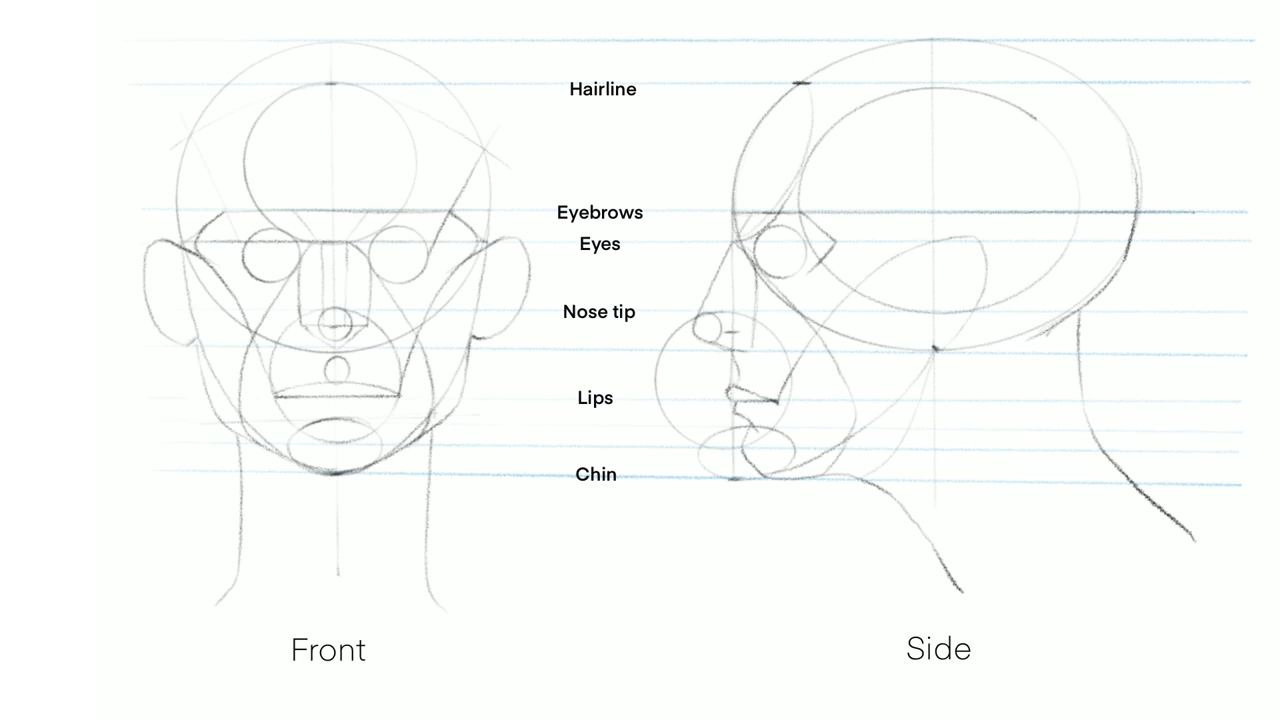 Hairline
Eyebrows
Eyes
Nose tip
Lips
Chin
Front
Side